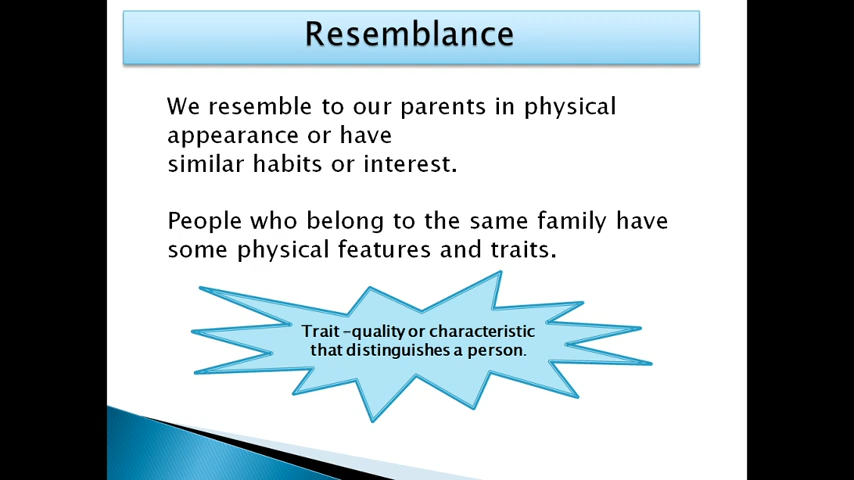 Resemblance
We resemble to our parents in physical
appearance or have
similar habits or interest.
People who belong to the same family have
some physical features and traits.
Trait –quality or characteristic
that distinguishes a person.